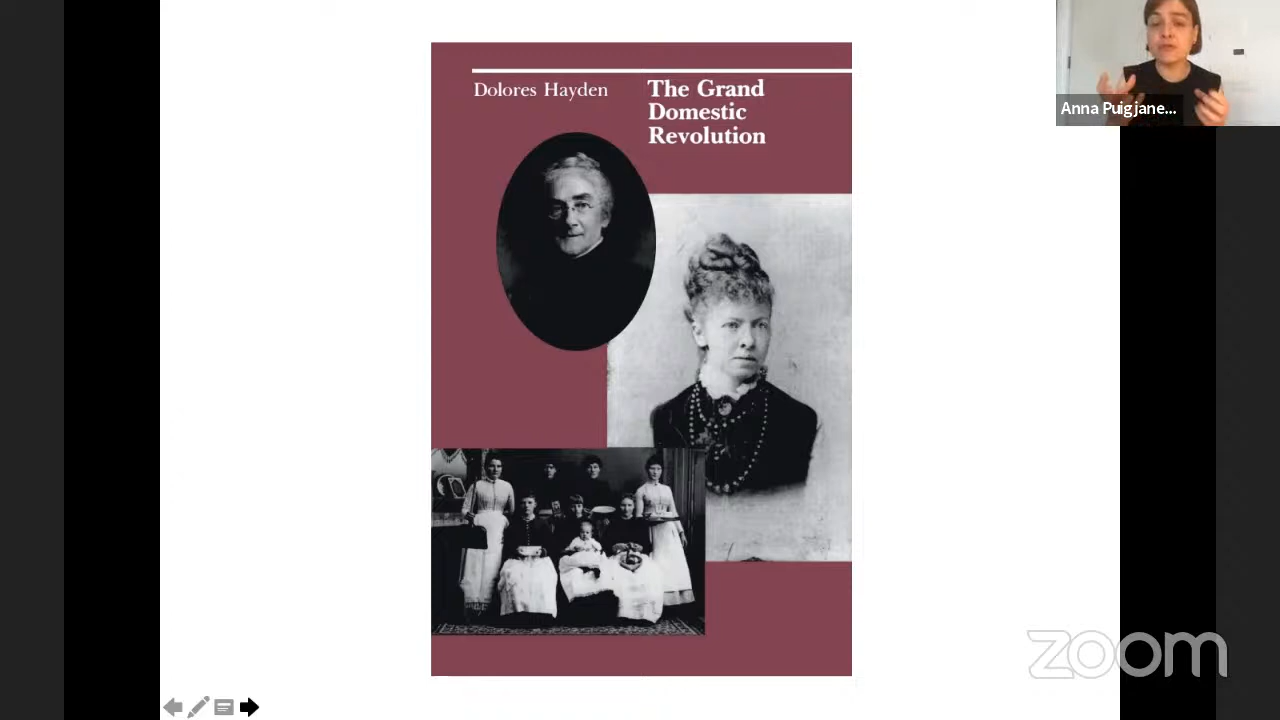 Dolores Hayden
The Grand
Domestic
Revolution
Anna Puigjane...
zoom